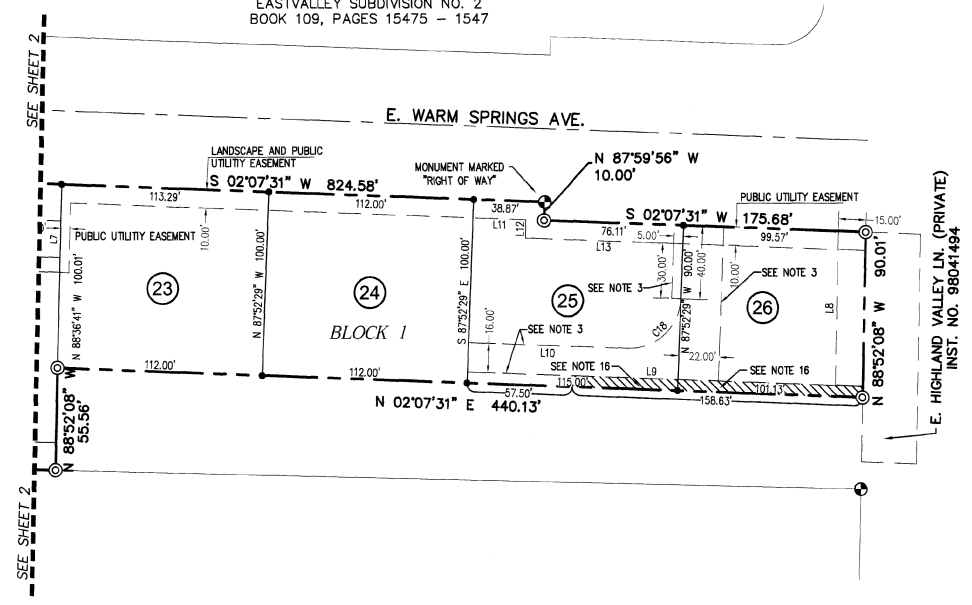 EASTVALLEY SUBDIVISION NO. 2
BOOK 109, PAGES 15475 – 1547
SEE SHEET 2
E. WARM SPRINGS AVE.
LANDSCAPE AND PUBLIC
UTILITIY EASEMENT
S 02°07'31" W 824.58'
MONUMENT MARKED
"RIGHT OF WAY"
N 87°59'56" W
10.00'
PUBLIC UTILITY EASEMENT
S 02°07'31" W 175.68'
113.29'
112.00'
38.87'
L11
L12
76.11'
L13
5.00'
99.57'
15.00'
L7
PUBLIC UTILITIY EASEMENT
10.00'
N 88°36'41" W 100.01'
N 87°52'29" W 100.00'
S 87°52'29" E 100.00'
30.00'
N 87°52'29" W 90.00'
40.00'
10.00'
SEE NOTE 3
SEE NOTE 3
23
24
25
26
L8
N 88°52'08" W 90.01'
E. HIGHLAND VALLEY LN. (PRIVATE)
INST. NO. 98041494
BLOCK 1
16.00'
SEE NOTE 3
C18
L10
22.00'
SEE NOTE 16
L9
SEE NOTE 16
112.00'
112.00'
115.00'
101.13'
57.50'
158.63'
N 02°07'31" E 440.13'
N 88°52'08" W
55.56'
SEE SHEET 2